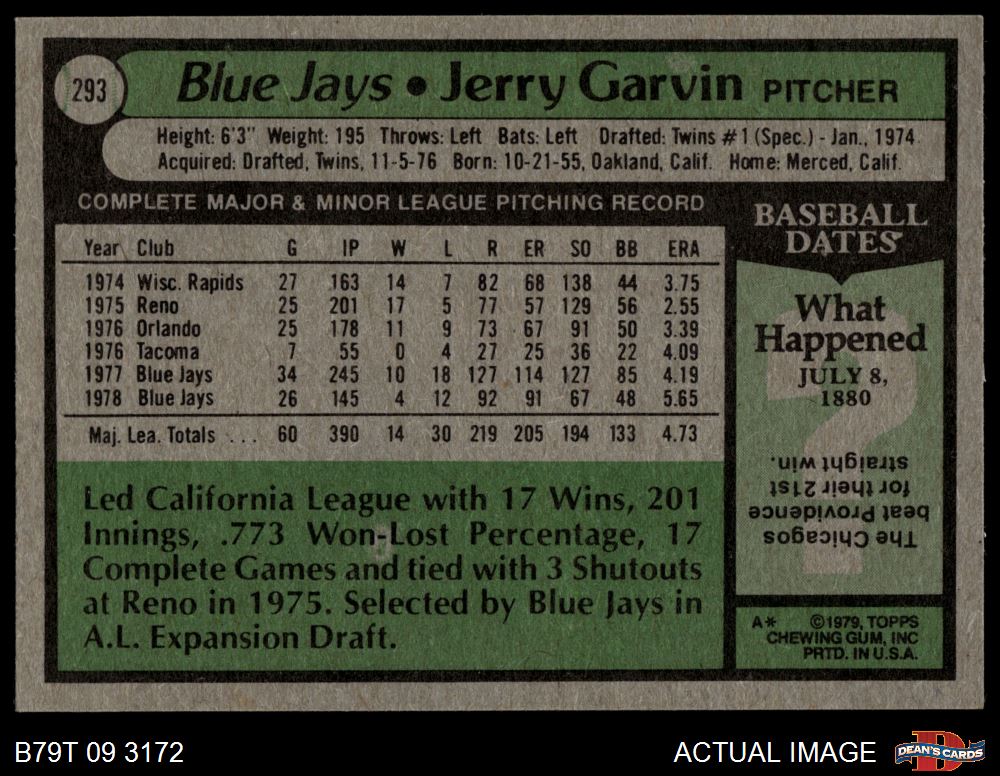 293
Blue Jays • Jerry Garvin PITCHER
Height: 6'3" Weight: 195 Throws: Left Bats: Left Drafted: Twins #1 (Spec.) - Jan., 1974
Acquired: Drafted, Twins, 11-5-76 Born: 10-21-55, Oakland, Calif. Home: Merced, Calif.
COMPLETE MAJOR & MINOR LEAGUE PITCHING RECORD
Year Club G IP W L R ER SO BB ERA
1974 Wisc. Rapids 27 163 14 7 82 68 138 44 3.75
1975 Reno 25 201 17 5 77 57 129 56 2.55
1976 Orlando 25 178 11 9 73 67 91 50 3.39
1976 Tacoma 7 55 0 4 27 25 36 22 4.09
1977 Blue Jays 34 245 10 18 127 114 127 85 4.19
1978 Blue Jays 26 145 4 12 92 91 67 48 5.65
Maj. Lea. Totals ... 60 390 14 30 219 205 194 133 4.73
Led California League with 17 Wins, 201
Innings, .773 Won-Lost Percentage, 17
Complete Games and tied with 3 Shutouts
at Reno in 1975. Selected by Blue Jays in
A.L. Expansion Draft.
BASEBALL
DATES
What
Happened
JULY 8,
1880
?
The Chicagos
beat Providence
for their 21st
straight win.
A* ©1979, TOPPS
CHEWING GUM, INC
PRTD. IN U.S.A.
B79T 09 3172
ACTUAL IMAGE
DEAN'S CARDS